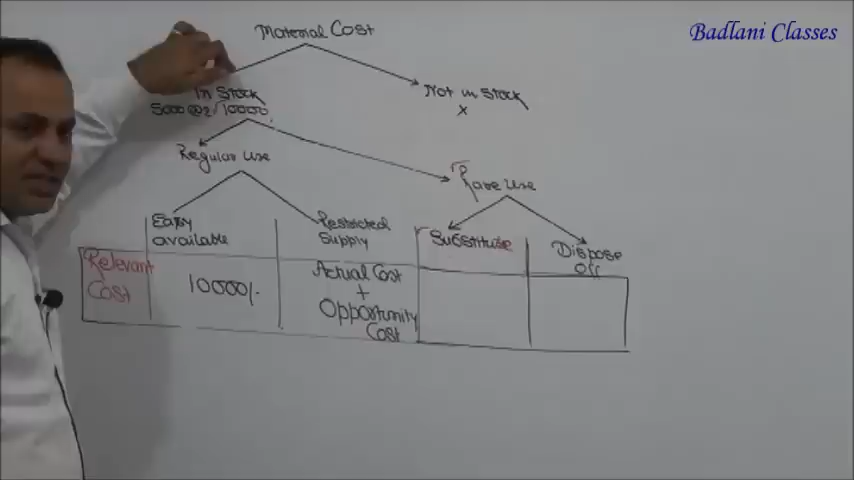 Badlani Classes
Material Cost
In Stock
5000 @ 2/ 10000
Not in Stock
x
Regular Use
Rare Use
Easy
available
Restricted
Supply
Substitute
Dispose
Off
Relevant
Cost
10000/-
Actual Cost
+
Opportunity
Cost